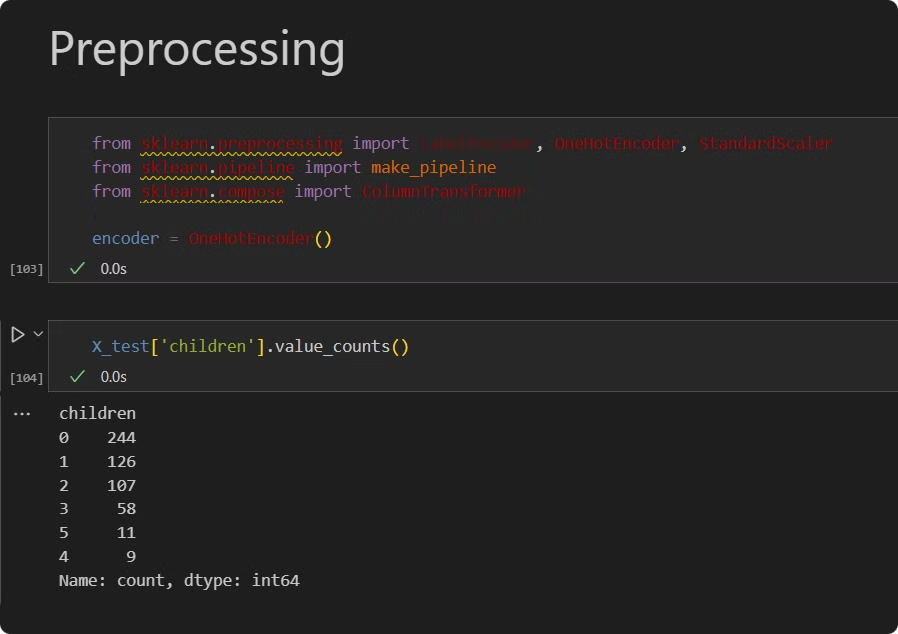 Preprocessing
from sklearn.preprocessing import LabelEncoder, OneHotEncoder, StandardScaler
from sklearn.pipeline import make_pipeline
from sklearn.compose import ColumnTransformer
encoder = OneHotEncoder()
[103] 0.0s
X_test['children'].value_counts()
[104] 0.0s
... children
0 244
1 126
2 107
3 58
5 11
4 9
Name: count, dtype: int64